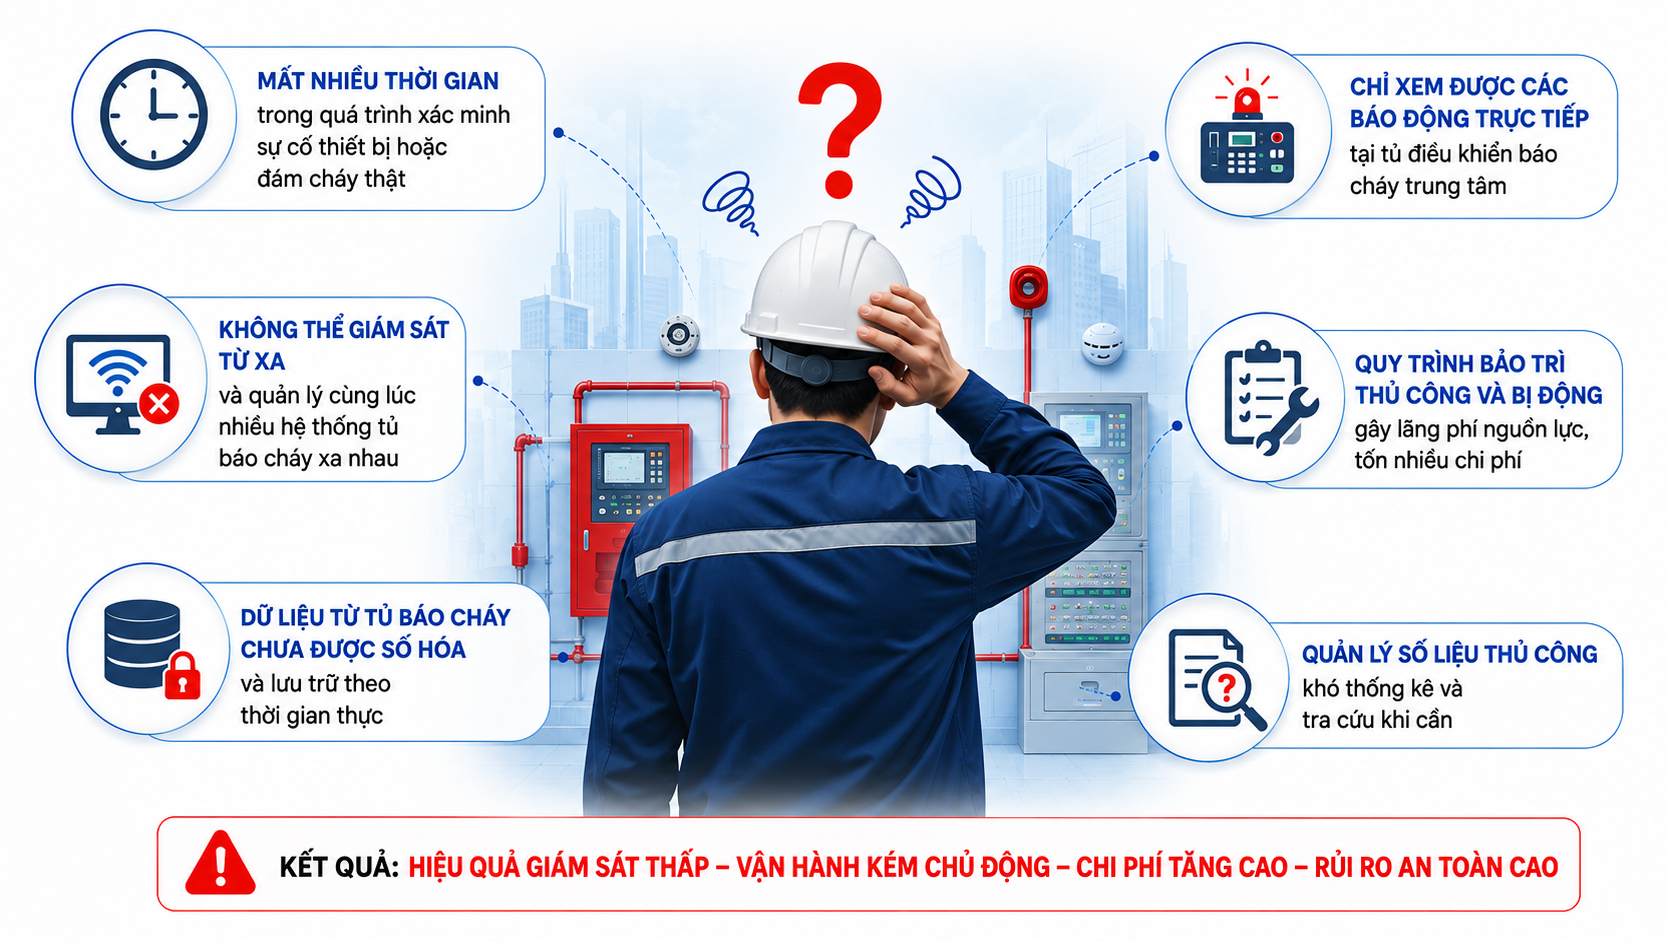 MẤT NHIỀU THỜI GIAN
trong quá trình xác minh
sự cố thiết bị hoặc
đám cháy thật
KHÔNG THỂ GIÁM SÁT
TỪ XA
và quản lý cùng lúc
nhiều hệ thống tủ
báo cháy xa nhau
DỮ LIỆU TỪ TỦ BÁO CHÁY
CHƯA ĐƯỢC SỐ HÓA
và lưu trữ theo
thời gian thực
?
CHỈ XEM ĐƯỢC CÁC
BÁO ĐỘNG TRỰC TIẾP
tại tủ điều khiển báo
cháy trung tâm
QUY TRÌNH BẢO TRÌ
THỦ CÔNG VÀ BỊ ĐỘNG
gây lãng phí nguồn lực,
tốn nhiều chi phí
?
QUẢN LÝ SỐ LIỆU THỦ CÔNG
khó thống kê và
tra cứu khi cần
KẾT QUẢ: HIỆU QUẢ GIÁM SÁT THẤP – VẬN HÀNH KÉM CHỦ ĐỘNG – CHI PHÍ TĂNG CAO – RỦI RO AN TOÀN CAO